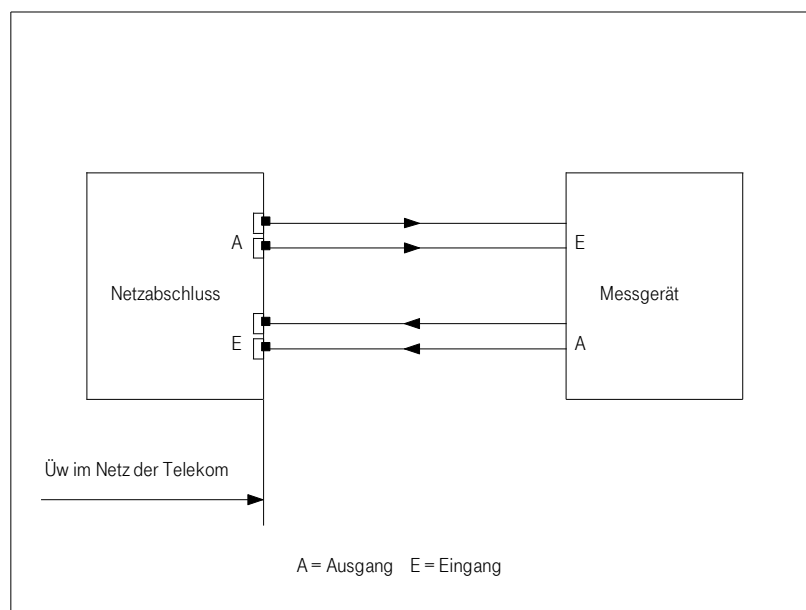 A
E
Netzabschluss
Messgerät
E
A
Üw im Netz der Telekom
A = Ausgang E = Eingang